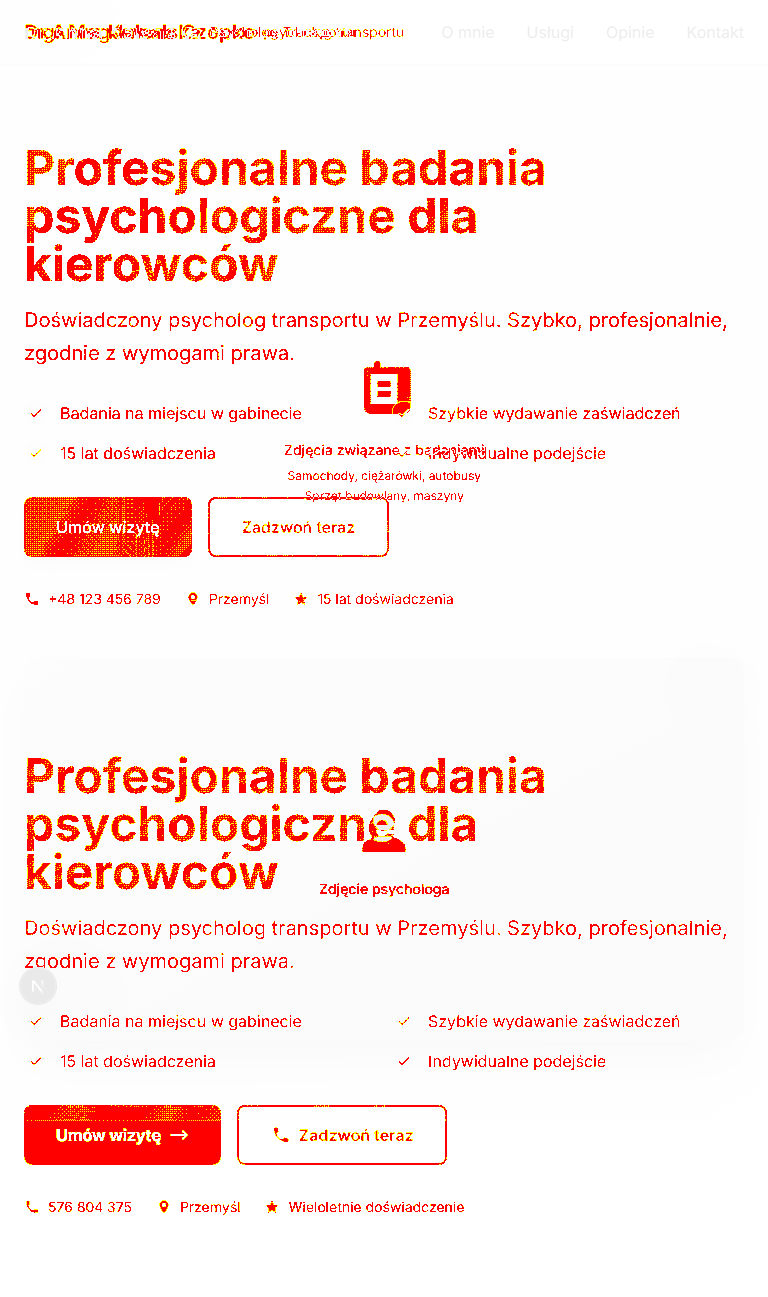 O mnie Usługi Opinie Kontakt
Profesjonalne badania
psychologiczne dla
kierowców
Doświadczony psycholog transportu w Przemyślu. Szybko, profesjonalnie,
zgodnie z wymogami prawa.
Badania na miejscu w gabinecie
Szybkie wydawanie zaświadczeń
15 lat doświadczenia
Zdjęcia związane z badaniami
Indywidualne podejście
Samochody, ciężarówki, autobusy
Sprzęt budowlany, maszyny
Umów wizytę
Zadzwoń teraz
+48 123 456 789
Przemyśl
15 lat doświadczenia
Profesjonalne badania
psychologiczne dla
kierowców
Zdjęcie psychologa
Doświadczony psycholog transportu w Przemyślu. Szybko, profesjonalnie,
zgodnie z wymogami prawa.
N
Badania na miejscu w gabinecie
Szybkie wydawanie zaświadczeń
15 lat doświadczenia
Indywidualne podejście
Umów wizytę →
Zadzwoń teraz
576 804 375
Przemyśl
Wieloletnie doświadczenie